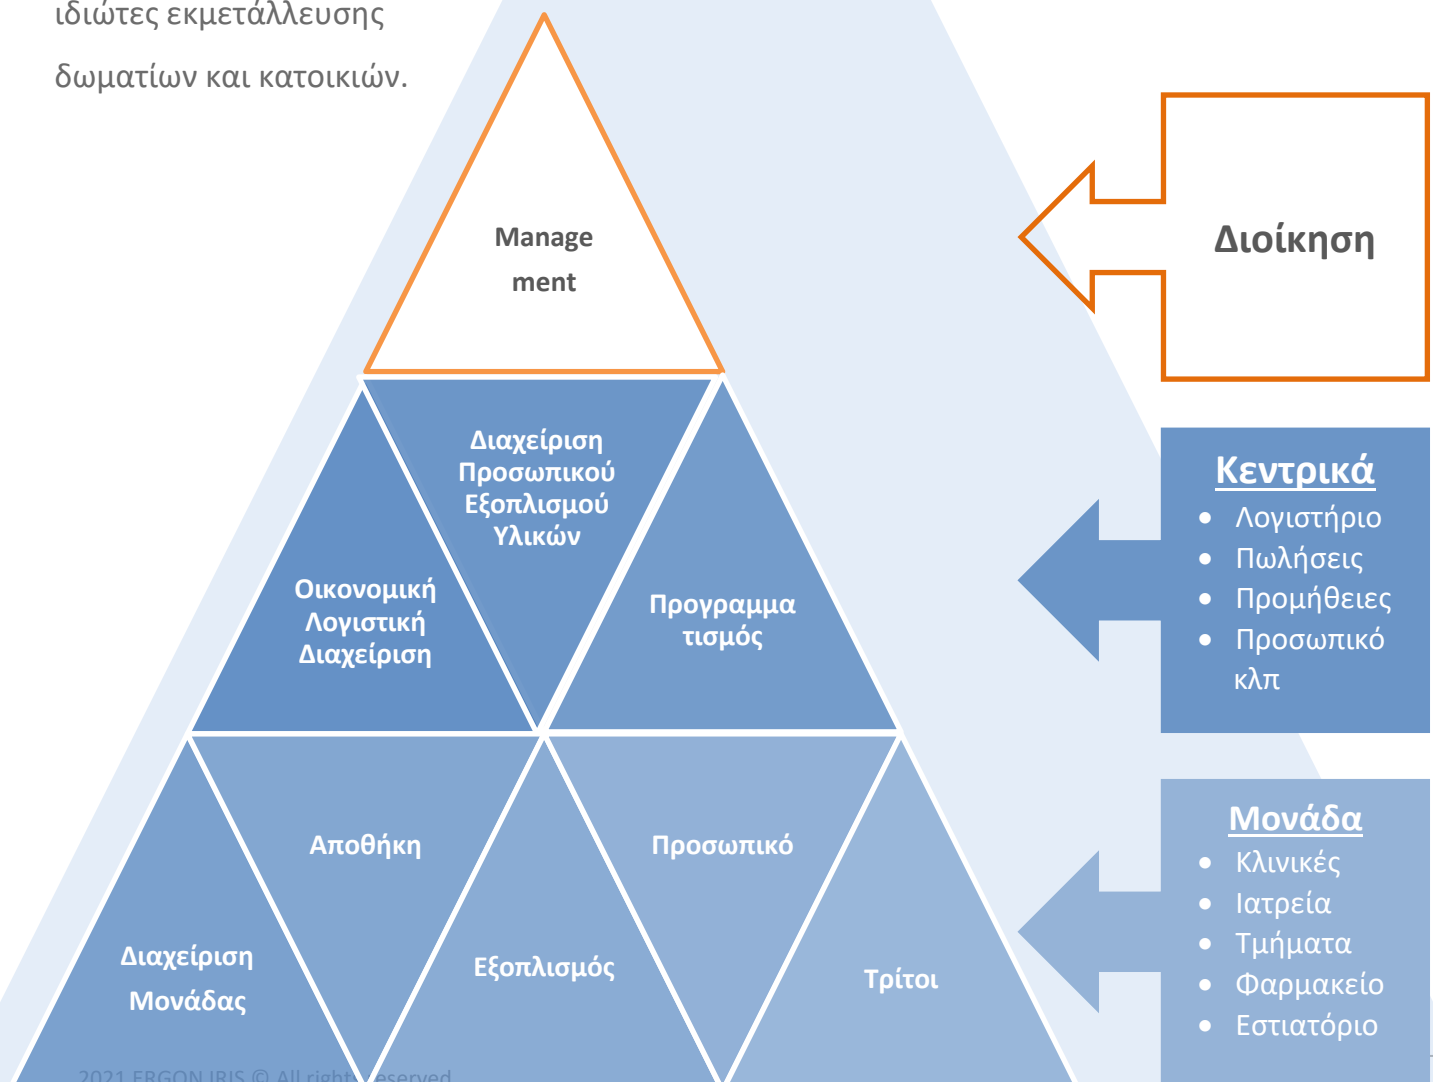 ιδιώτες εκμετάλλευσης
δωματίων και κατοικιών.
Manage
ment
Διοίκηση
Διαχείριση
Προσωπικού
Εξοπλισμού
Υλικών
Οικονομική
Λογιστική
Διαχείριση
Προγραμμα
τισμός
Κεντρικά
• Λογιστήριο
• Πωλήσεις
• Προμήθειες
• Προσωπικό
κλπ
Αποθήκη
Προσωπικό
Διαχείριση
Μονάδας
Εξοπλισμός
Τρίτοι
Μονάδα
• Κλινικές
• Ιατρεία
• Τμήματα
• Φαρμακείο
• Εστιατόριο
2021 ERGON IRIS © All rights reserved